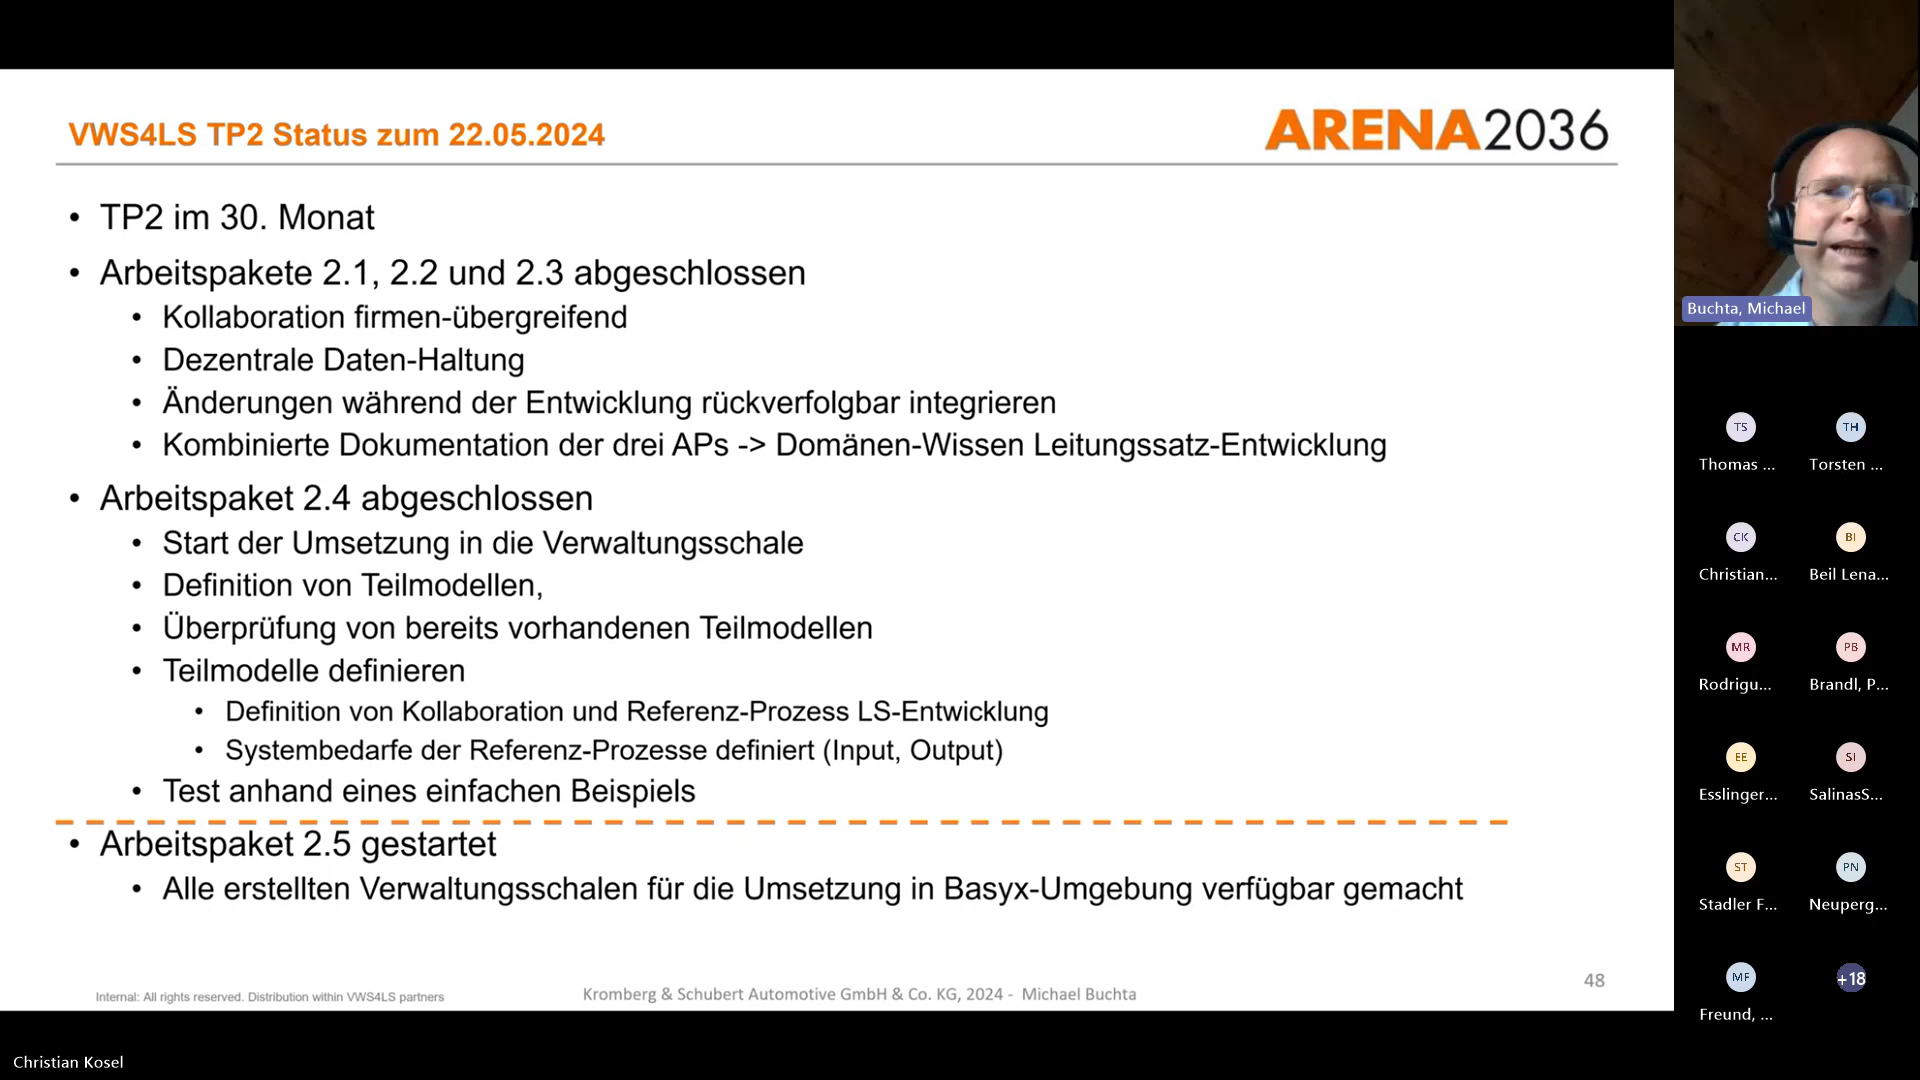 VWS4LS TP2 Status zum 22.05.2024
ARENA2036
• TP2 im 30. Monat
• Arbeitspakete 2.1, 2.2 und 2.3 abgeschlossen
• Kollaboration firmen-übergreifend
• Dezentrale Daten-Haltung
• Änderungen während der Entwicklung rückverfolgbar integrieren
• Kombinierte Dokumentation der drei APs -> Domänen-Wissen Leitungssatz-Entwicklung
• Arbeitspaket 2.4 abgeschlossen
• Start der Umsetzung in die Verwaltungsschale
• Definition von Teilmodellen,
• Überprüfung von bereits vorhandenen Teilmodellen
• Teilmodelle definieren
• Definition von Kollaboration und Referenz-Prozess LS-Entwicklung
• Systembedarfe der Referenz-Prozesse definiert (Input, Output)
• Test anhand eines einfachen Beispiels
• Arbeitspaket 2.5 gestartet
• Alle erstellten Verwaltungsschalen für die Umsetzung in Basyx-Umgebung verfügbar gemacht
Internal: All rights reserved. Distribution within VWS4LS partners
Kromberg & Schubert Automotive GmbH & Co. KG, 2024 - Michael Buchta
48
Christian Kosel
Buchta, Michael
TS TH
Thomas ... Torsten ...
CK BI
Christian... Beil Lena...
MR PB
Rodrigu... Brandl, P...
EE SI
Esslinger... SalinasS...
ST PN
Stadler F... Neuperg...
MF +18
Freund, ...